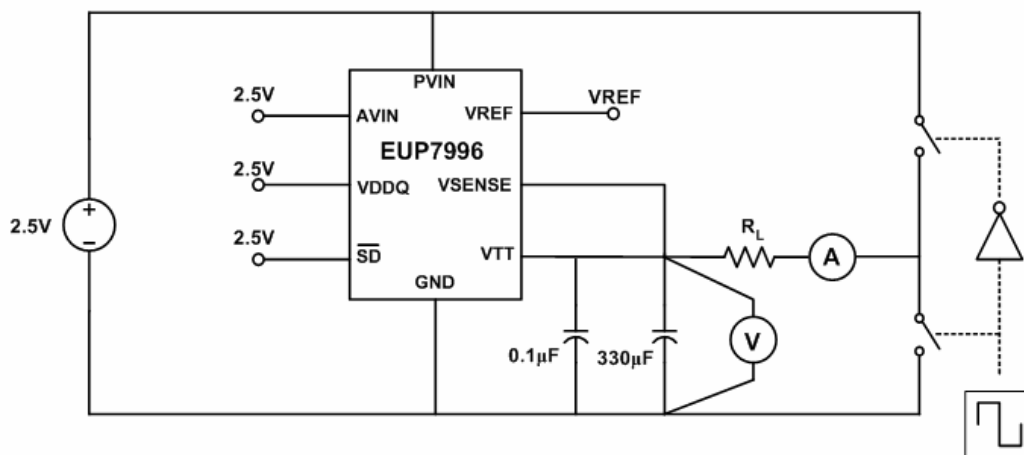 PVIN
2.5V
AVIN
VREF
VREF
EUP7996
2.5V
VDDQ
VSENSE
2.5V
+
−
2.5V
SD
VTT
GND
RL
A
V
0.1µF
330µF